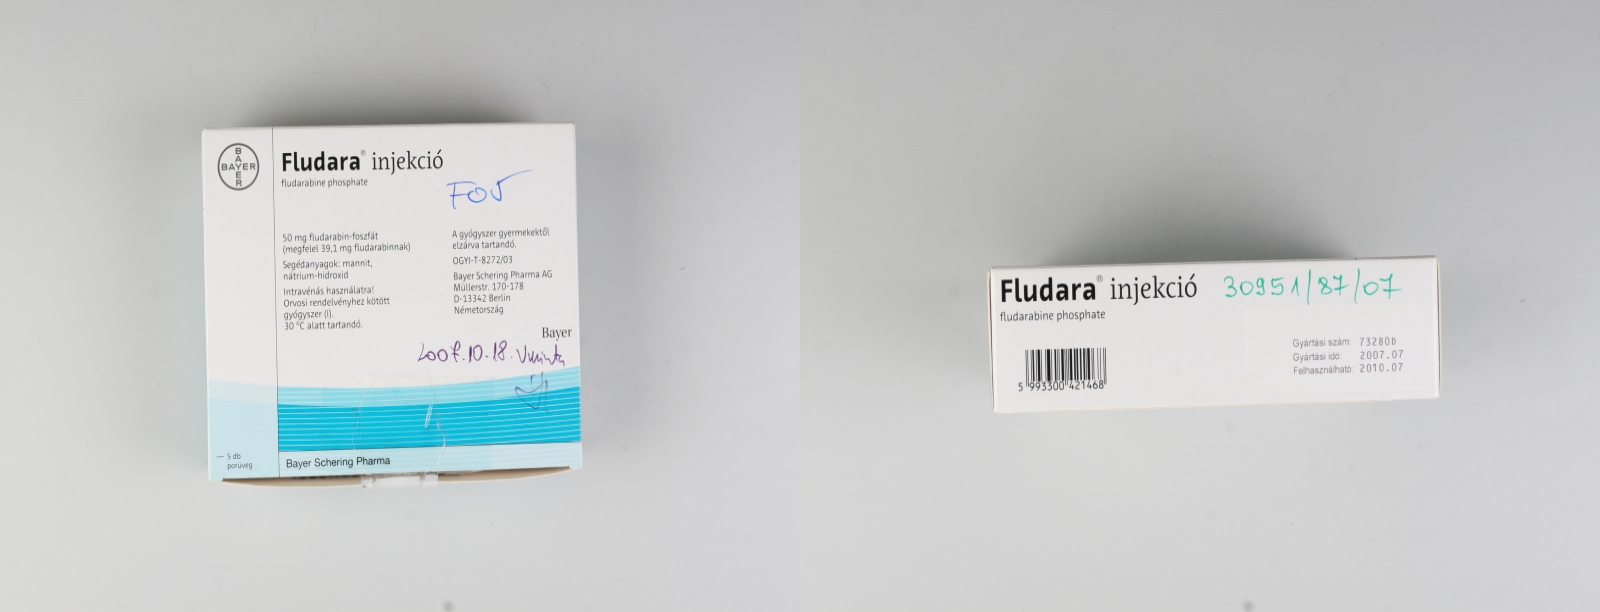 BAYER
BAYER
Fludara® injekció
fludarabine phosphate
FOJ
50 mg fludarabin-foszfát
(megfelel 39,1 mg fludarabinnak)
Segédanyagok: mannit,
nátrium-hidroxid
Intravénás használatra!
Orvosi rendelvényhez kötött
gyógyszer (I).
30 °C alatt tartandó.
A gyógyszer gyermekektől
elzárva tartandó.
OGYI-T-8272/03
Bayer Schering Pharma AG
Müllerstr. 170-178
D-13342 Berlin
Németország
Bayer
2007.10.18.
5 db
porüveg
Bayer Schering Pharma
Fludara® injekció 30951/87/07
fludarabine phosphate
5 993300 421468
Gyártási szám: 73280D
Gyártási idő: 2007.07
Felhasználható: 2010.07